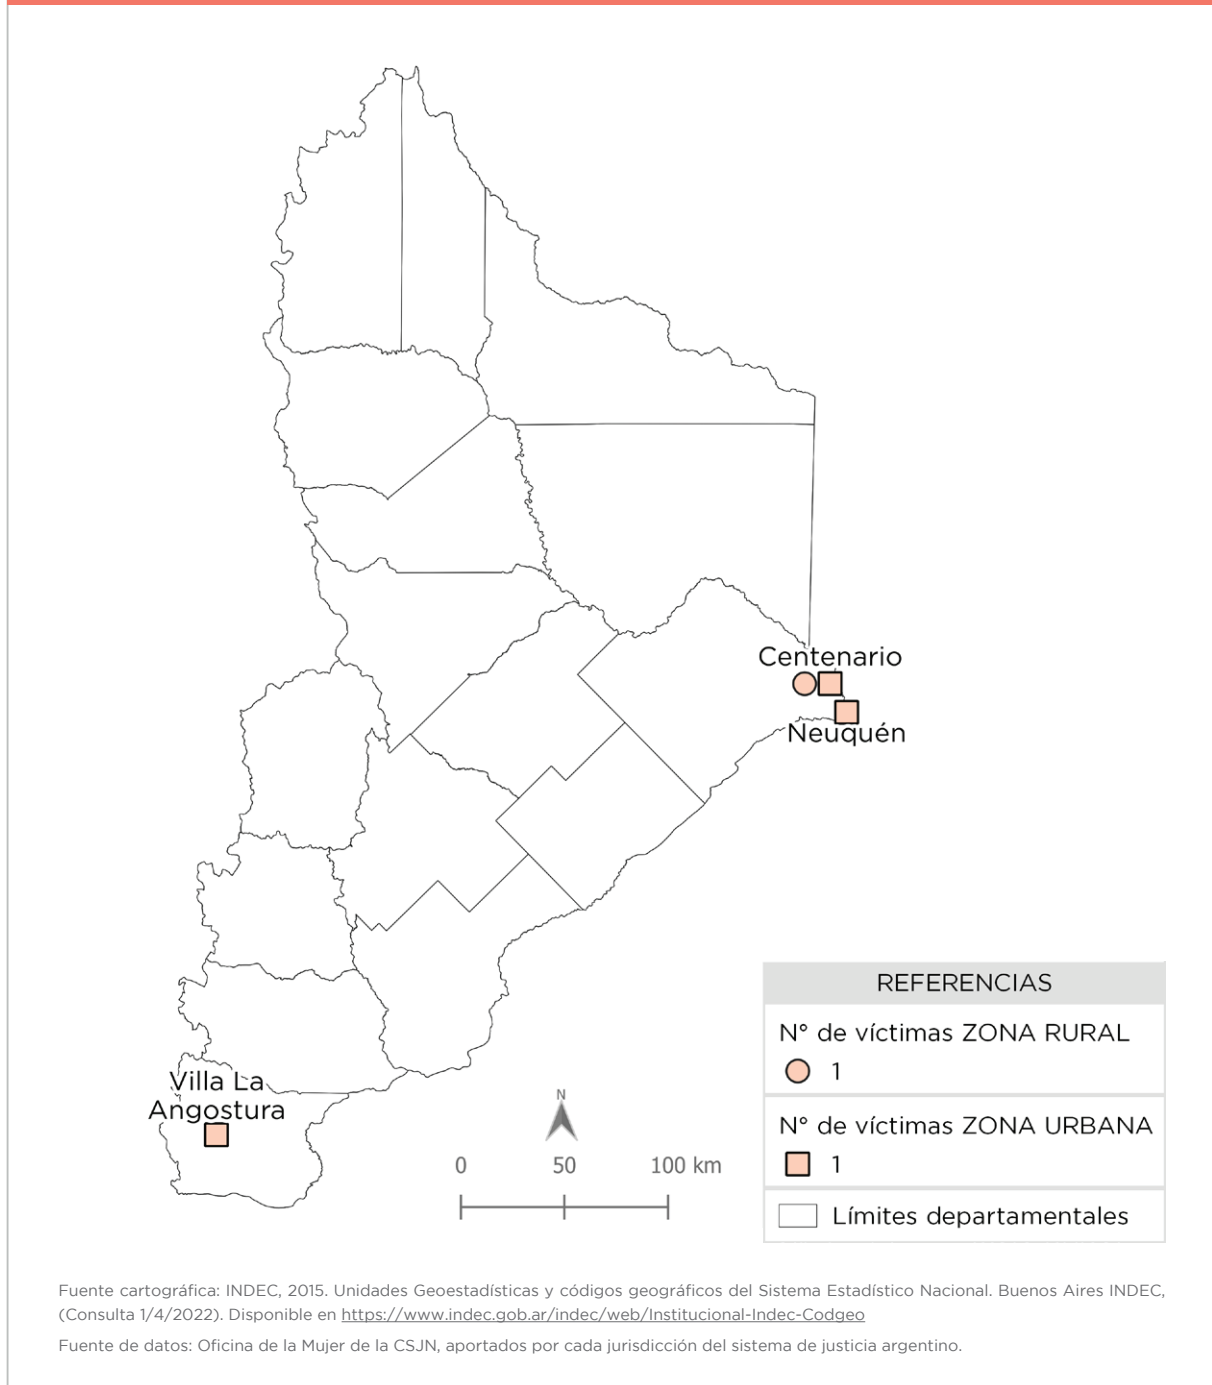 Centenario
Neuquén
Villa La
Angostura
N
0 50 100 km
REFERENCIAS
N° de víctimas ZONA RURAL
1
N° de víctimas ZONA URBANA
1
Límites departamentales
Fuente cartográfica: INDEC, 2015. Unidades Geoestadísticas y códigos geográficos del Sistema Estadístico Nacional. Buenos Aires INDEC,
(Consulta 1/4/2022). Disponible en https://www.indec.gob.ar/indec/web/Institucional-Indec-Codgeo
Fuente de datos: Oficina de la Mujer de la CSJN, aportados por cada jurisdicción del sistema de justicia argentino.